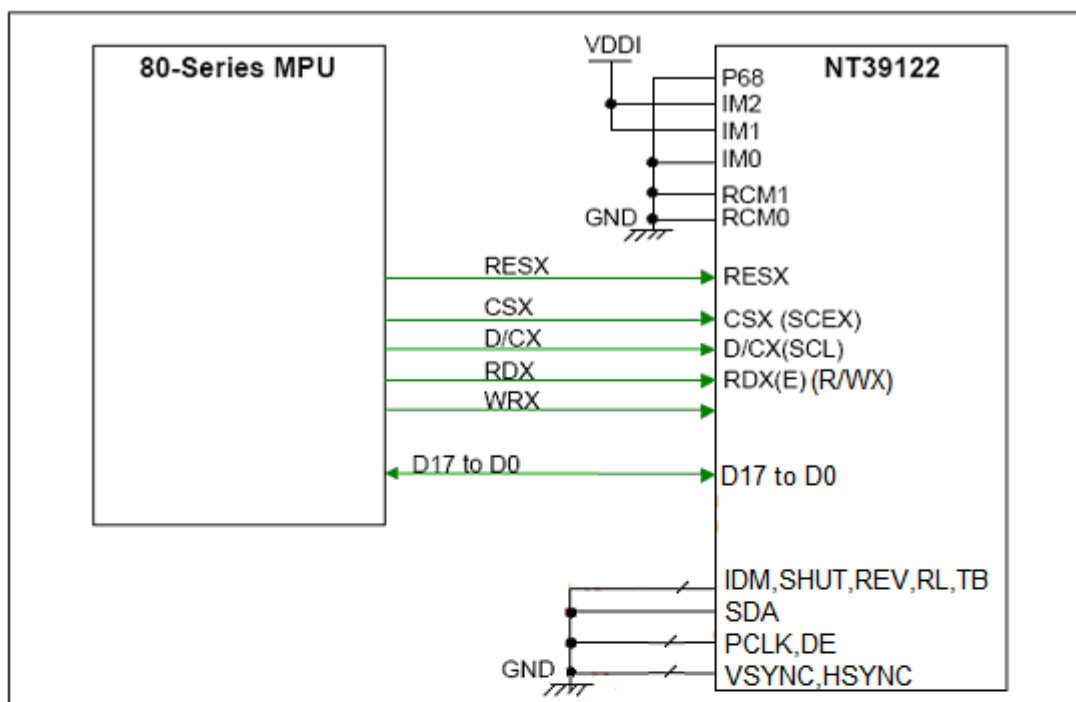 VDDI
80-Series MPU
NT39122
P68
IM2
IM1
IM0
RCM1
GND
RCM0
RESX
RESX
CSX
CSX (SCEX)
D/CX
D/CX(SCL)
RDX
RDX(E) (R/WX)
WRX
D17 to D0
D17 to D0
IDM,SHUT,REV,RL,TB
SDA
PCLK,DE
GND
VSYNC,HSYNC